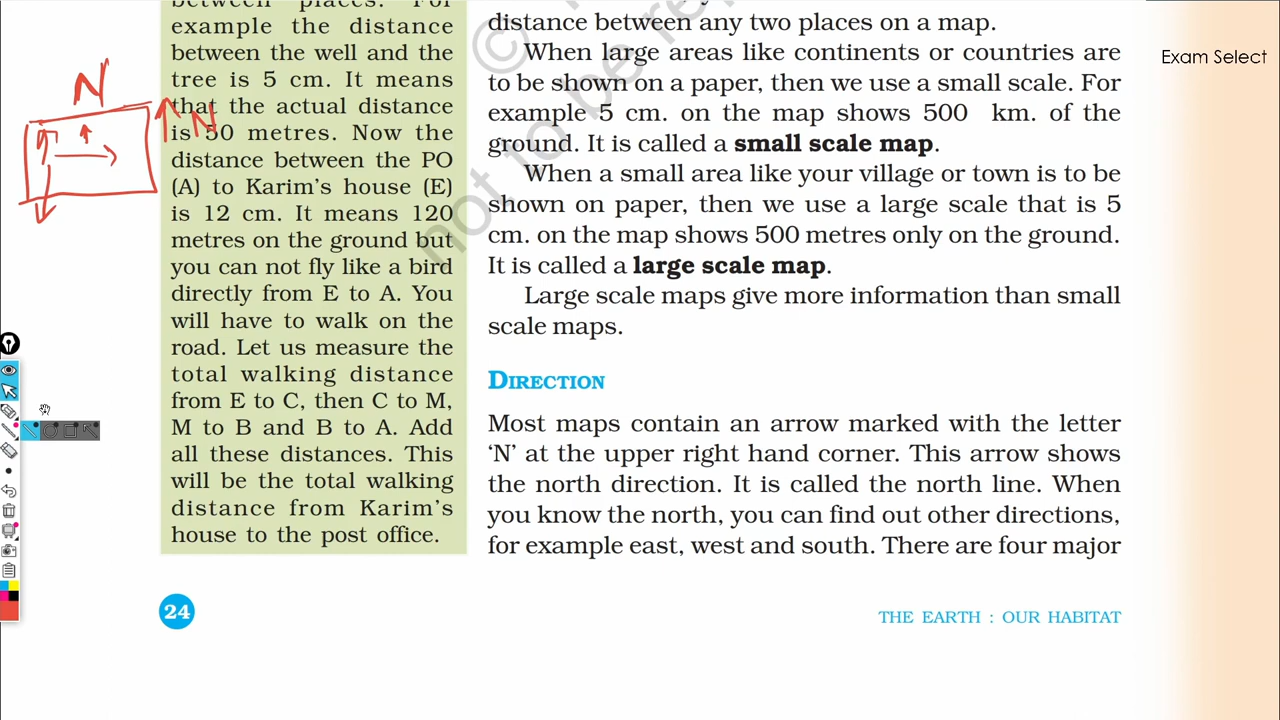 between places. For
example the distance
between the well and the
tree is 5 cm. It means
that the actual distance
is 50 metres. Now the
distance between the PO
(A) to Karim's house (E)
is 12 cm. It means 120
metres on the ground but
you can not fly like a bird
directly from E to A. You
will have to walk on the
road. Let us measure the
total walking distance
from E to C, then C to M,
M to B and B to A. Add
all these distances. This
will be the total walking
distance from Karim's
house to the post office.
distance between any two places on a map.
When large areas like continents or countries are
to be shown on a paper, then we use a small scale. For
example 5 cm. on the map shows 500 km. of the
ground. It is called a small scale map.
When a small area like your village or town is to be
shown on paper, then we use a large scale that is 5
cm. on the map shows 500 metres only on the ground.
It is called a large scale map.
Large scale maps give more information than small
scale maps.
DIRECTION
Most maps contain an arrow marked with the letter
‘N’ at the upper right hand corner. This arrow shows
the north direction. It is called the north line. When
you know the north, you can find out other directions,
for example east, west and south. There are four major
24
THE EARTH : OUR HABITAT
Exam Select
N
N
©
not to be rep